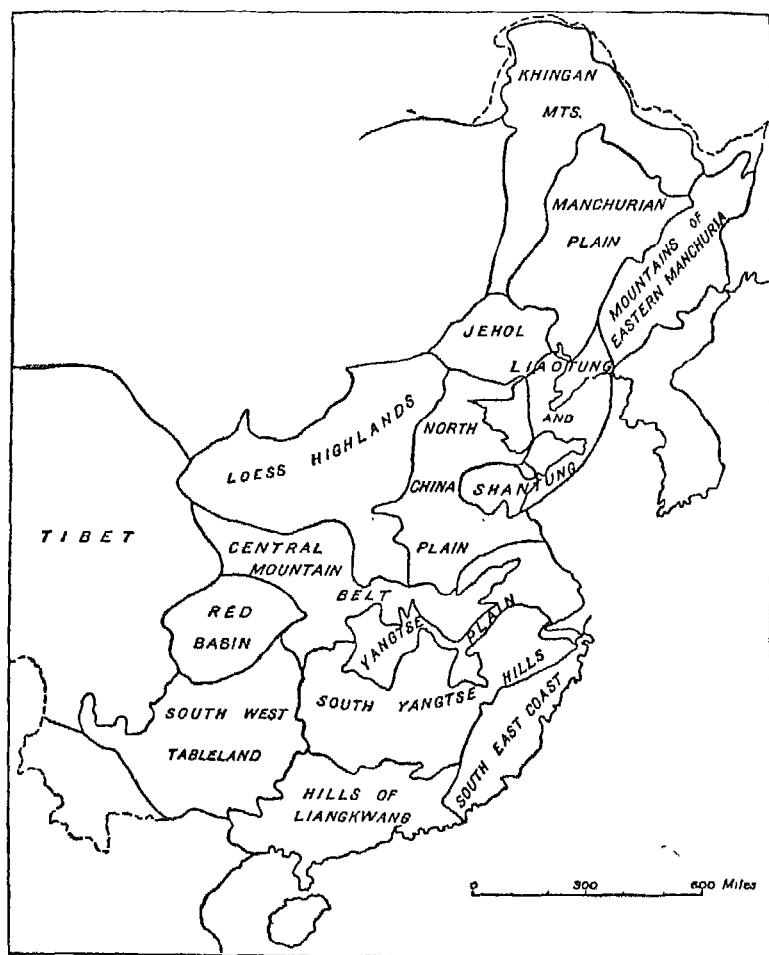 KHINGAN
MTS.
MANCHURIAN
PLAIN
MOUNTAINS OF
EASTERN MANCHURIA
JEHOL
LIAOTUNG
AND
SHANTUNG
NORTH
CHINA
PLAIN
LOESS HIGHLANDS
TIBET
CENTRAL
MOUNTAIN
BELT
RED
BASIN
YANGTSE
PLAIN
SOUTH YANGTSE
HILLS
SOUTH EAST COAST
SOUTH WEST
TABLELAND
HILLS OF
LIANGKWANG
0 300 600 Miles